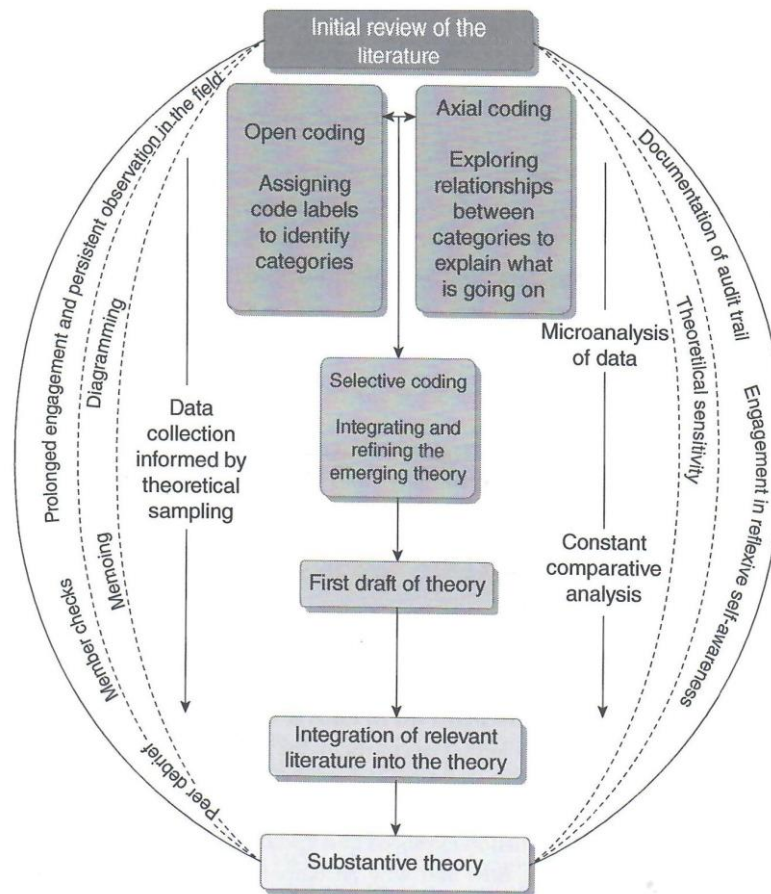 Initial review of the
literature
Open coding
Assigning
code labels
to identify
categories
Axial coding
Exploring
relationships
between
categories to
explain what
is going on
Prolonged engagement and persistent observation in the field
Diagramming
Memoing
Member checks
Peer debrief
Data
collection
informed by
theoretical
sampling
Selective coding
Integrating and
refining the
emerging theory
Microanalysis
of data
Constant
comparative
analysis
Documentation of audit trail
Theoretilcal sensitivity
Engagement in reflexive self-awareness
First draft of theory
Integration of relevant
literature into the theory
Substantive theory